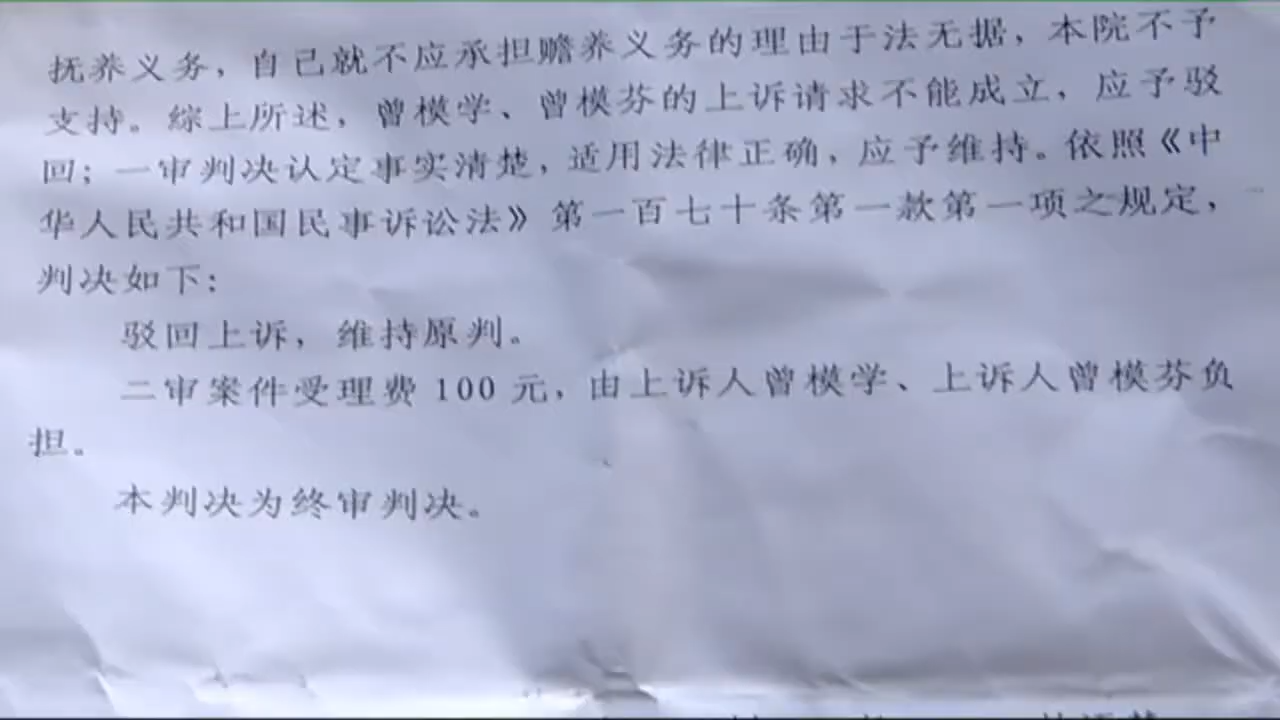 抚养义务，自己就不应承担赡养义务的理由于法无据，本院不予
支持。综上所述，曾模学、曾模芬的上诉请求不能成立，应予驳
回；一审判决认定事实清楚，适用法律正确，应予维持。依照《中
华人民共和国民事诉讼法》第一百七十条第一款第一项之规定，
判决如下：
驳回上诉，维持原判。
二审案件受理费 100 元，由上诉人曾模学、上诉人曾模芬负
担。
本判决为终审判决。